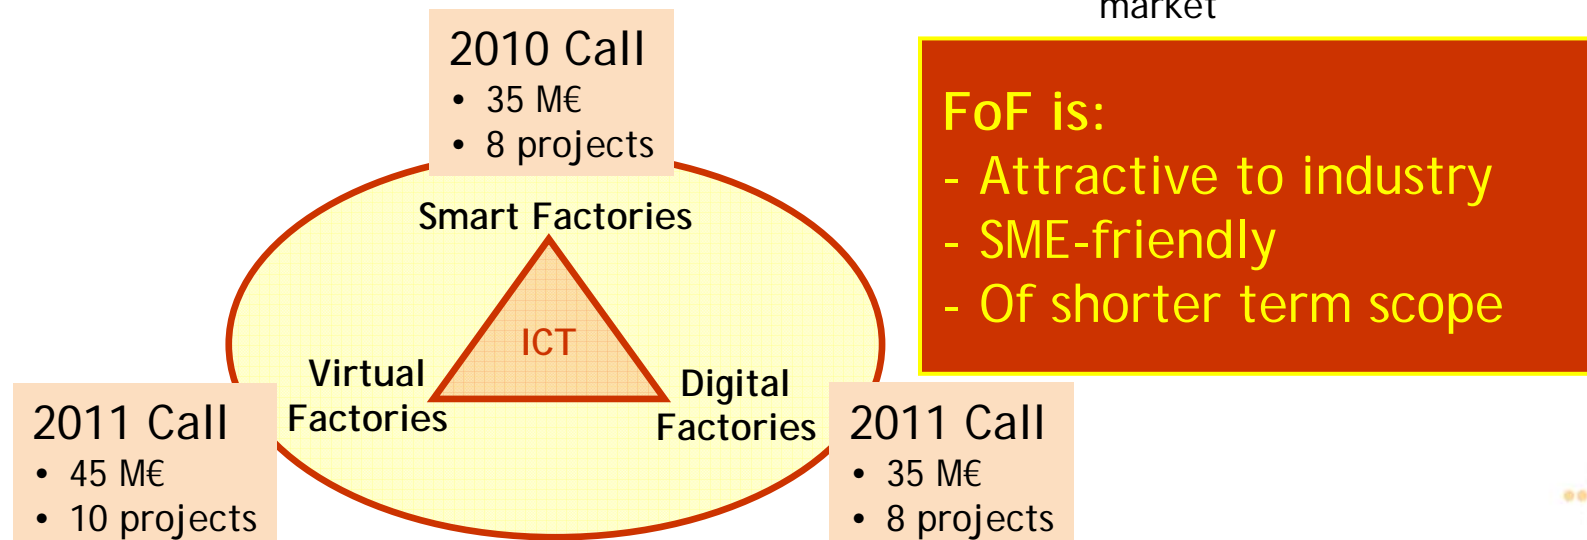 market
2010 Call
• 35 M€
• 8 projects
FoF is:
- Attractive to industry
- SME-friendly
- Of shorter term scope
Smart Factories
ICT
Virtual
Factories
Digital
Factories
2011 Call
• 45 M€
• 10 projects
2011 Call
• 35 M€
• 8 projects